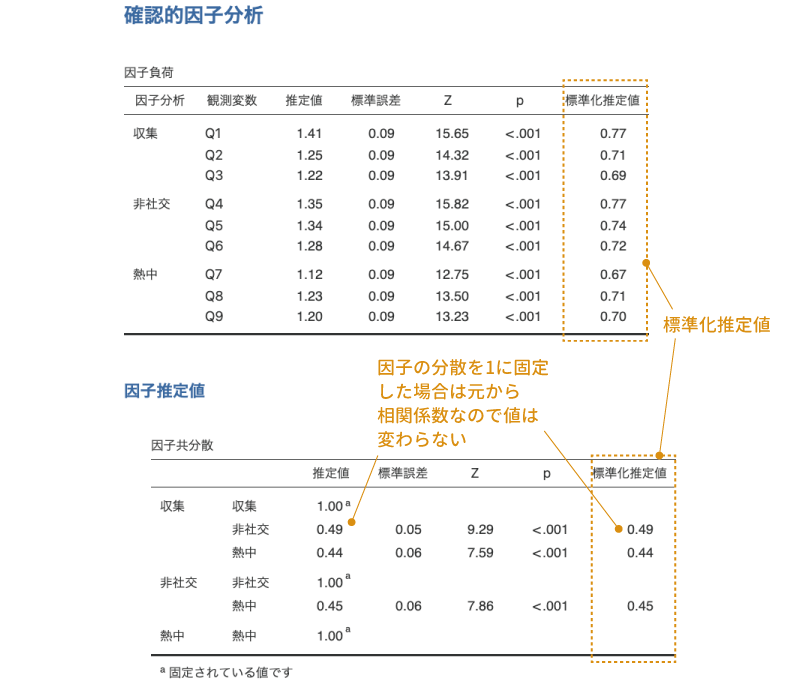 確認的因子分析
因子負荷
因子分析 観測変数 推定値 標準誤差 Z p 標準化推定値
収集 Q1 1.41 0.09 15.65 <.001 0.77
Q2 1.25 0.09 14.32 <.001 0.71
Q3 1.22 0.09 13.91 <.001 0.69
非社交 Q4 1.35 0.09 15.82 <.001 0.77
Q5 1.34 0.09 15.00 <.001 0.74
Q6 1.28 0.09 14.67 <.001 0.72
熱中 Q7 1.12 0.09 12.75 <.001 0.67
Q8 1.23 0.09 13.50 <.001 0.71
Q9 1.20 0.09 13.23 <.001 0.70
標準化推定値
因子の分散を1に固定
した場合は元から
相関係数なので値は
変わらない
因子推定値
因子共分散
推定値 標準誤差 Z p 標準化推定値
収集 収集 1.00 a
非社交 0.49 0.05 9.29 <.001 0.49
熱中 0.44 0.06 7.59 <.001 0.44
非社交 非社交 1.00 a
熱中 0.45 0.06 7.86 <.001 0.45
熱中 熱中 1.00 a
a 固定されている値です